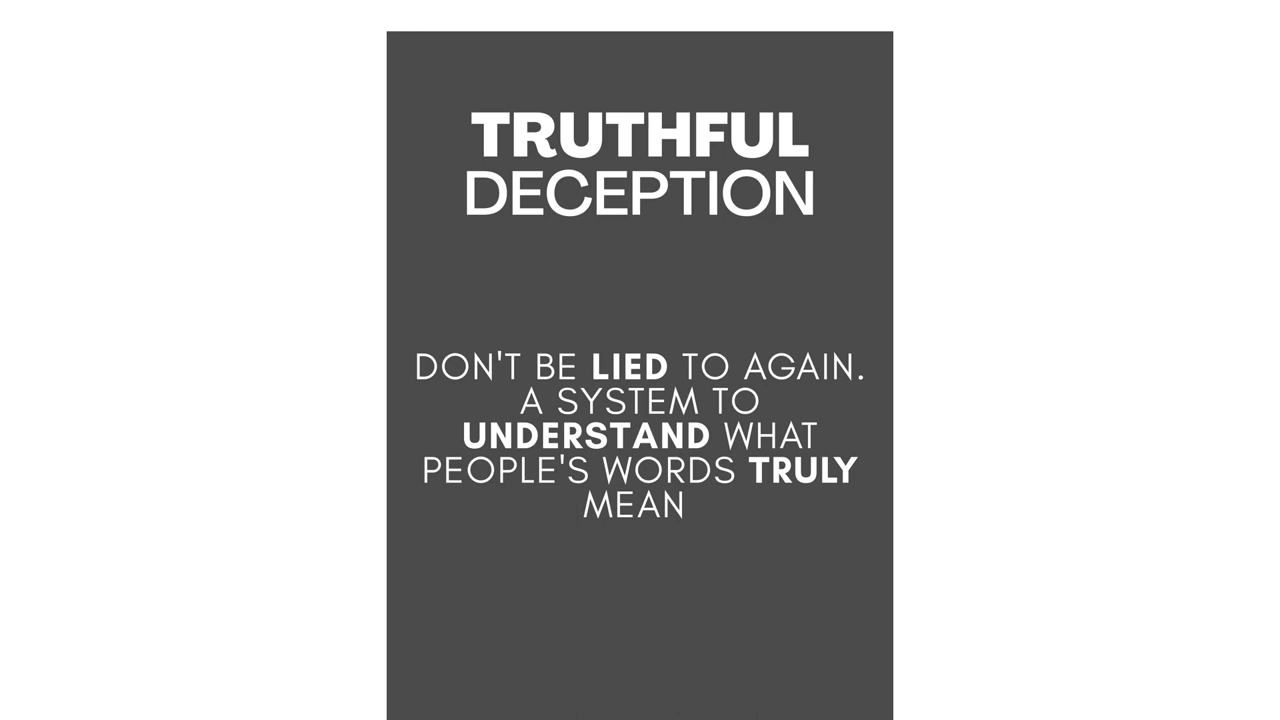 TRUTHFUL
DECEPTION
DON'T BE LIED TO AGAIN.
A SYSTEM TO
UNDERSTAND WHAT
PEOPLE'S WORDS TRULY
MEAN